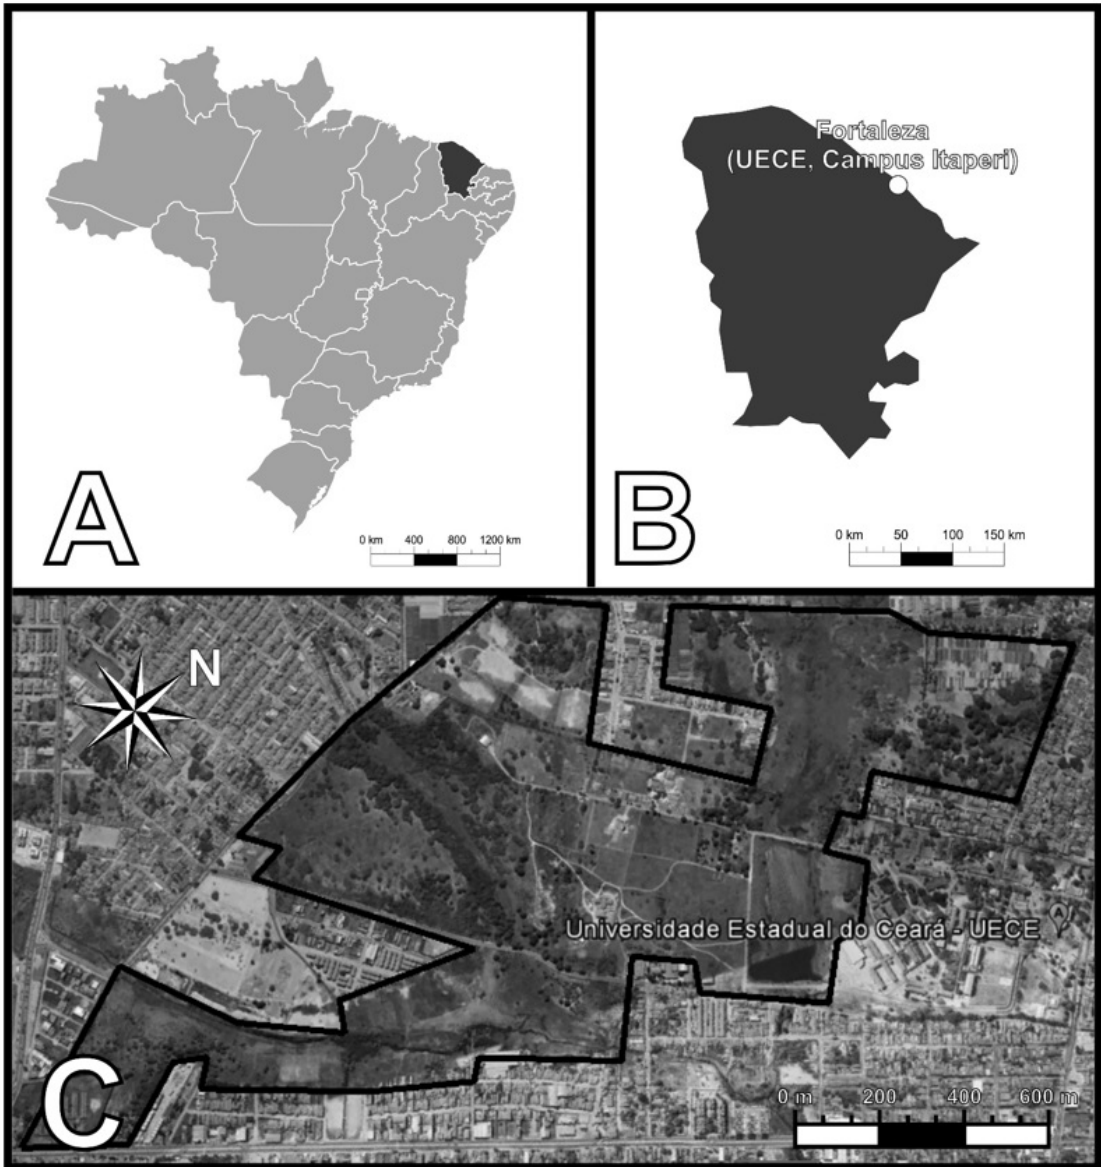 A
0 km 400 800 1200 km
Fortaleza
(UECE, Campus Itaperi)
B
0 km 50 100 150 km
N
Universidade Estadual do Ceará - UECE A
C
0 m 200 400 600 m